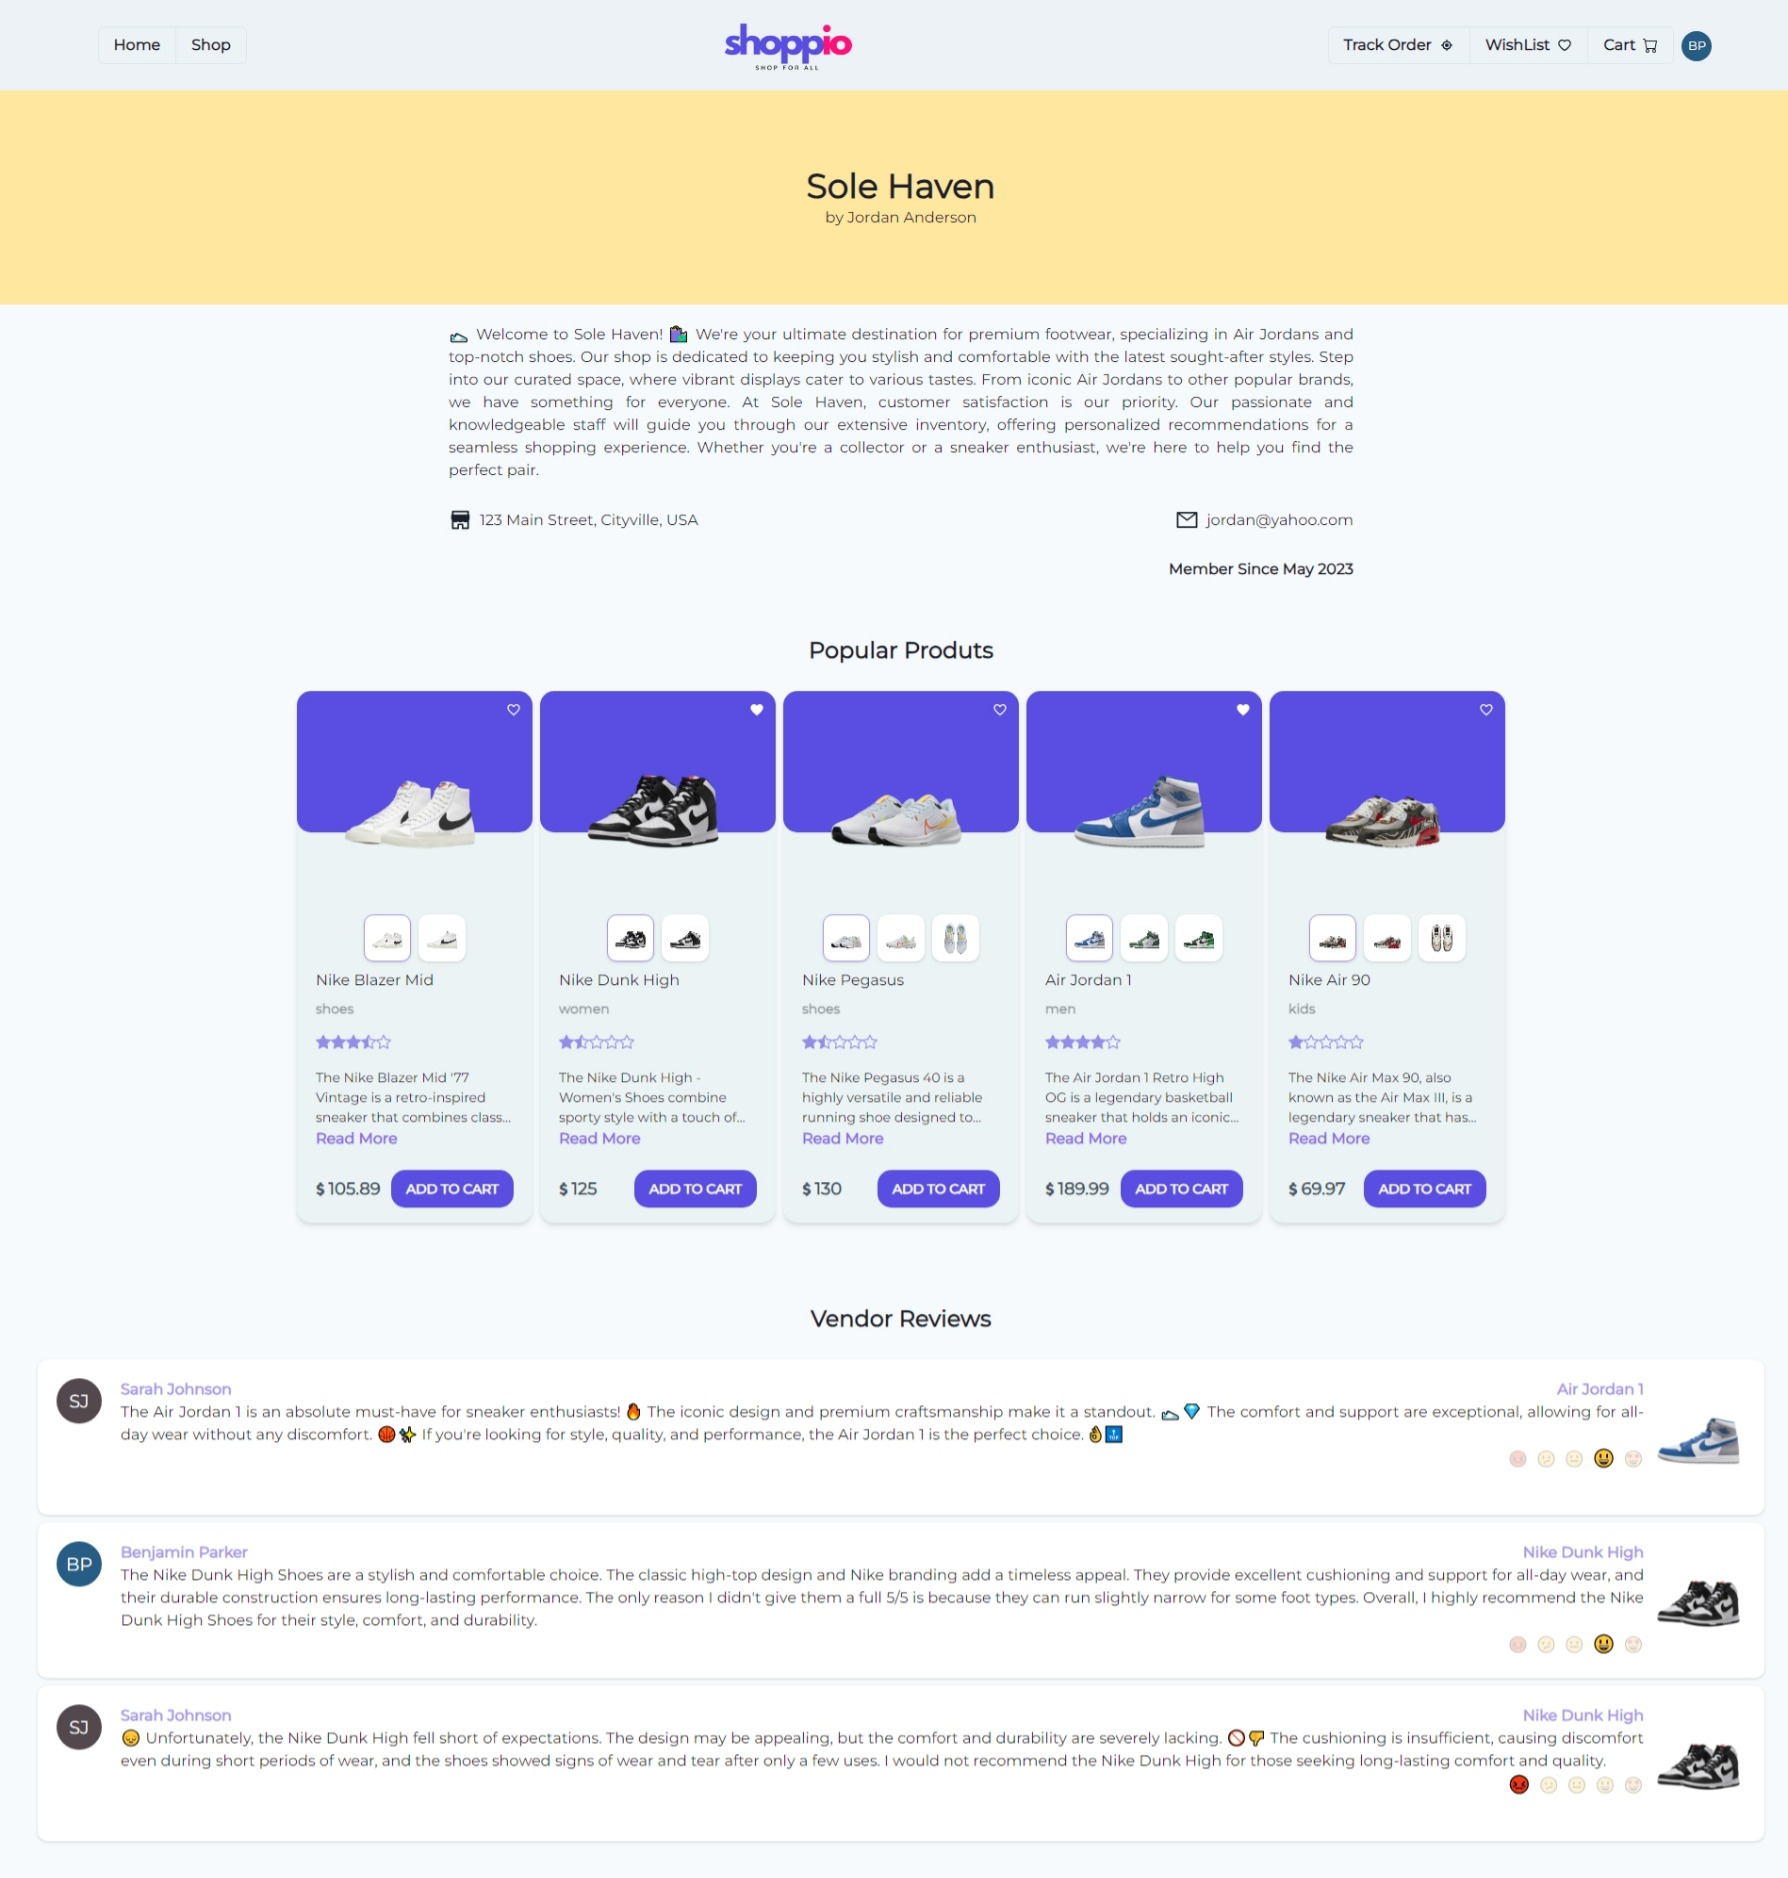 Home
Shop
shoppio
SHOP FOR ALL
Track Order
WishList
Cart
BP
Sole Haven
by Jordan Anderson
👟 Welcome to Sole Haven! 🛍️ We're your ultimate destination for premium footwear, specializing in Air Jordans and
top-notch shoes. Our shop is dedicated to keeping you stylish and comfortable with the latest sought-after styles. Step
into our curated space, where vibrant displays cater to various tastes. From iconic Air Jordans to other popular brands,
we have something for everyone. At Sole Haven, customer satisfaction is our priority. Our passionate and
knowledgeable staff will guide you through our extensive inventory, offering personalized recommendations for a
seamless shopping experience. Whether you're a collector or a sneaker enthusiast, we're here to help you find the
perfect pair.
123 Main Street, Cityville, USA
jordan@yahoo.com
Member Since May 2023
Popular Produts
Nike Blazer Mid
shoes
The Nike Blazer Mid '77
Vintage is a retro-inspired
sneaker that combines class...
Read More
$ 105.89
ADD TO CART
Nike Dunk High
women
The Nike Dunk High -
Women's Shoes combine
sporty style with a touch of...
Read More
$ 125
ADD TO CART
Nike Pegasus
shoes
The Nike Pegasus 40 is a
highly versatile and reliable
running shoe designed to...
Read More
$ 130
ADD TO CART
Air Jordan 1
men
The Air Jordan 1 Retro High
OG is a legendary basketball
sneaker that holds an iconic...
Read More
$ 189.99
ADD TO CART
Nike Air 90
kids
The Nike Air Max 90, also
known as the Air Max III, is a
legendary sneaker that has...
Read More
$ 69.97
ADD TO CART
Vendor Reviews
SJ
Sarah Johnson
Air Jordan 1
The Air Jordan 1 is an absolute must-have for sneaker enthusiasts! 🔥 The iconic design and premium craftsmanship make it a standout. 👟💎 The comfort and support are exceptional, allowing for all-
day wear without any discomfort. 🏀✨ If you're looking for style, quality, and performance, the Air Jordan 1 is the perfect choice. 👌🔝
BP
Benjamin Parker
Nike Dunk High
The Nike Dunk High Shoes are a stylish and comfortable choice. The classic high-top design and Nike branding add a timeless appeal. They provide excellent cushioning and support for all-day wear, and
their durable construction ensures long-lasting performance. The only reason I didn't give them a full 5/5 is because they can run slightly narrow for some foot types. Overall, I highly recommend the Nike
Dunk High Shoes for their style, comfort, and durability.
SJ
Sarah Johnson
Nike Dunk High
😞 Unfortunately, the Nike Dunk High fell short of expectations. The design may be appealing, but the comfort and durability are severely lacking. 🚫👎 The cushioning is insufficient, causing discomfort
even during short periods of wear, and the shoes showed signs of wear and tear after only a few uses. I would not recommend the Nike Dunk High for those seeking long-lasting comfort and quality.